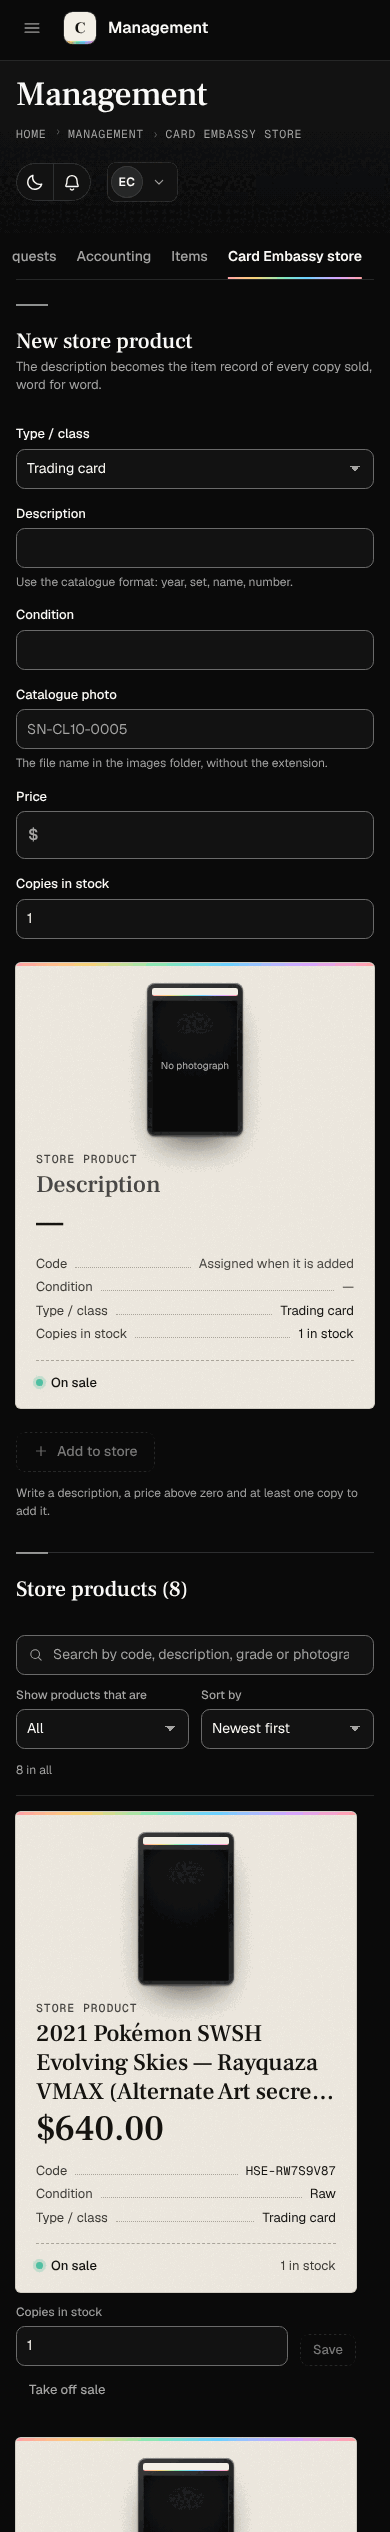 C Management
Management
HOME › MANAGEMENT › CARD EMBASSY STORE
EC
quests Accounting Items Card Embassy store
New store product
The description becomes the item record of every copy sold,
word for word.
Type / class
Trading card
Description
Use the catalogue format: year, set, name, number.
Condition
Catalogue photo
SN-CL10-0005
The file name in the images folder, without the extension.
Price
$
Copies in stock
1
No photograph
STORE PRODUCT
Description
—
Code Assigned when it is added
Condition —
Type / class Trading card
Copies in stock 1 in stock
On sale
+ Add to store
Write a description, a price above zero and at least one copy to
add it.
Store products (8)
Search by code, description, grade or photogra
Show products that are Sort by
All Newest first
8 in all
STORE PRODUCT
2021 Pokémon SWSH
Evolving Skies — Rayquaza
VMAX (Alternate Art secre…
$640.00
Code HSE-RW7S9V87
Condition Raw
Type / class Trading card
On sale 1 in stock
Copies in stock
1 Save
Take off sale